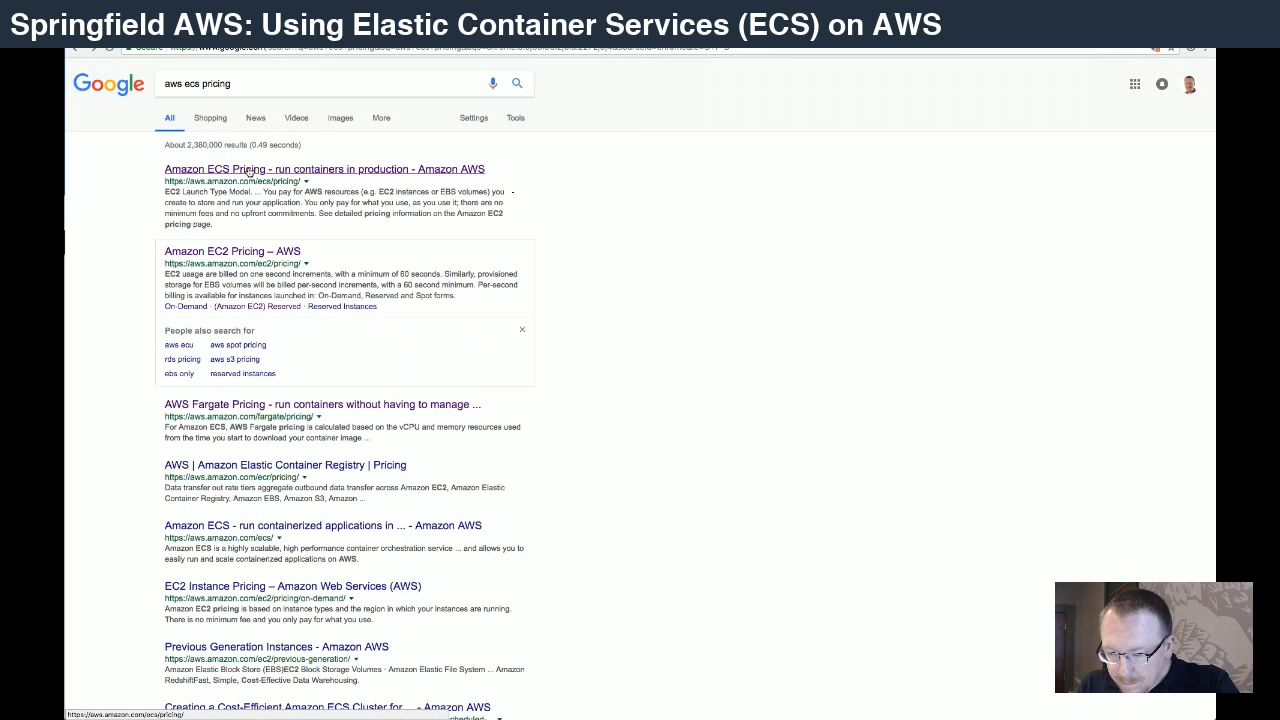 Springfield AWS: Using Elastic Container Services (ECS) on AWS
Google
aws ecs pricing
All Shopping News Videos Images More Settings Tools
About 2,380,000 results (0.49 seconds)
Amazon ECS Pricing - run containers in production - Amazon AWS
https://aws.amazon.com/ecs/pricing/
EC2 Launch Type Model. ... You pay for AWS resources (e.g. EC2 instances or EBS volumes) you
create to store and run your application. You only pay for what you use, as you use it; there are no
minimum fees and no upfront commitments. See detailed pricing information on the Amazon EC2
pricing page.
Amazon EC2 Pricing – AWS
https://aws.amazon.com/ec2/pricing/
EC2 usage are billed on one second increments, with a minimum of 60 seconds. Similarly, provisioned
storage for EBS volumes will be billed per-second increments, with a 60 second minimum. Per-second
billing is available for instances launched in: On-Demand, Reserved and Spot forms.
On-Demand · (Amazon EC2) Reserved · Reserved Instances
People also search for
aws ecu aws spot pricing
rds pricing aws s3 pricing
ebs only reserved instances
AWS Fargate Pricing - run containers without having to manage ...
https://aws.amazon.com/fargate/pricing/
For Amazon ECS, AWS Fargate pricing is calculated based on the vCPU and memory resources used
from the time you start to download your container image ...
AWS | Amazon Elastic Container Registry | Pricing
https://aws.amazon.com/ecr/pricing/
Data transfer out rate tiers aggregate outbound data transfer across Amazon EC2, Amazon Elastic
Container Registry, Amazon EBS, Amazon S3, Amazon ...
Amazon ECS - run containerized applications in ... - Amazon AWS
https://aws.amazon.com/ecs/
Amazon ECS is a highly scalable, high performance container orchestration service ... and allows you to
easily run and scale containerized applications on AWS.
EC2 Instance Pricing – Amazon Web Services (AWS)
https://aws.amazon.com/ec2/pricing/on-demand/
Amazon EC2 pricing is based on instance types and the region in which your instances are running.
There is no minimum fee and you only pay for what you use.
Previous Generation Instances - Amazon AWS
https://aws.amazon.com/ec2/previous-generation/
Amazon Elastic Block Store (EBS)EC2 Block Storage Volumes · Amazon Elastic File System ... Amazon
RedshiftFast, Simple, Cost-Effective Data Warehousing.
Creating a Cost-Efficient Amazon ECS Cluster for ... - Amazon AWS
https://aws.amazon.com/ecs/pricing/